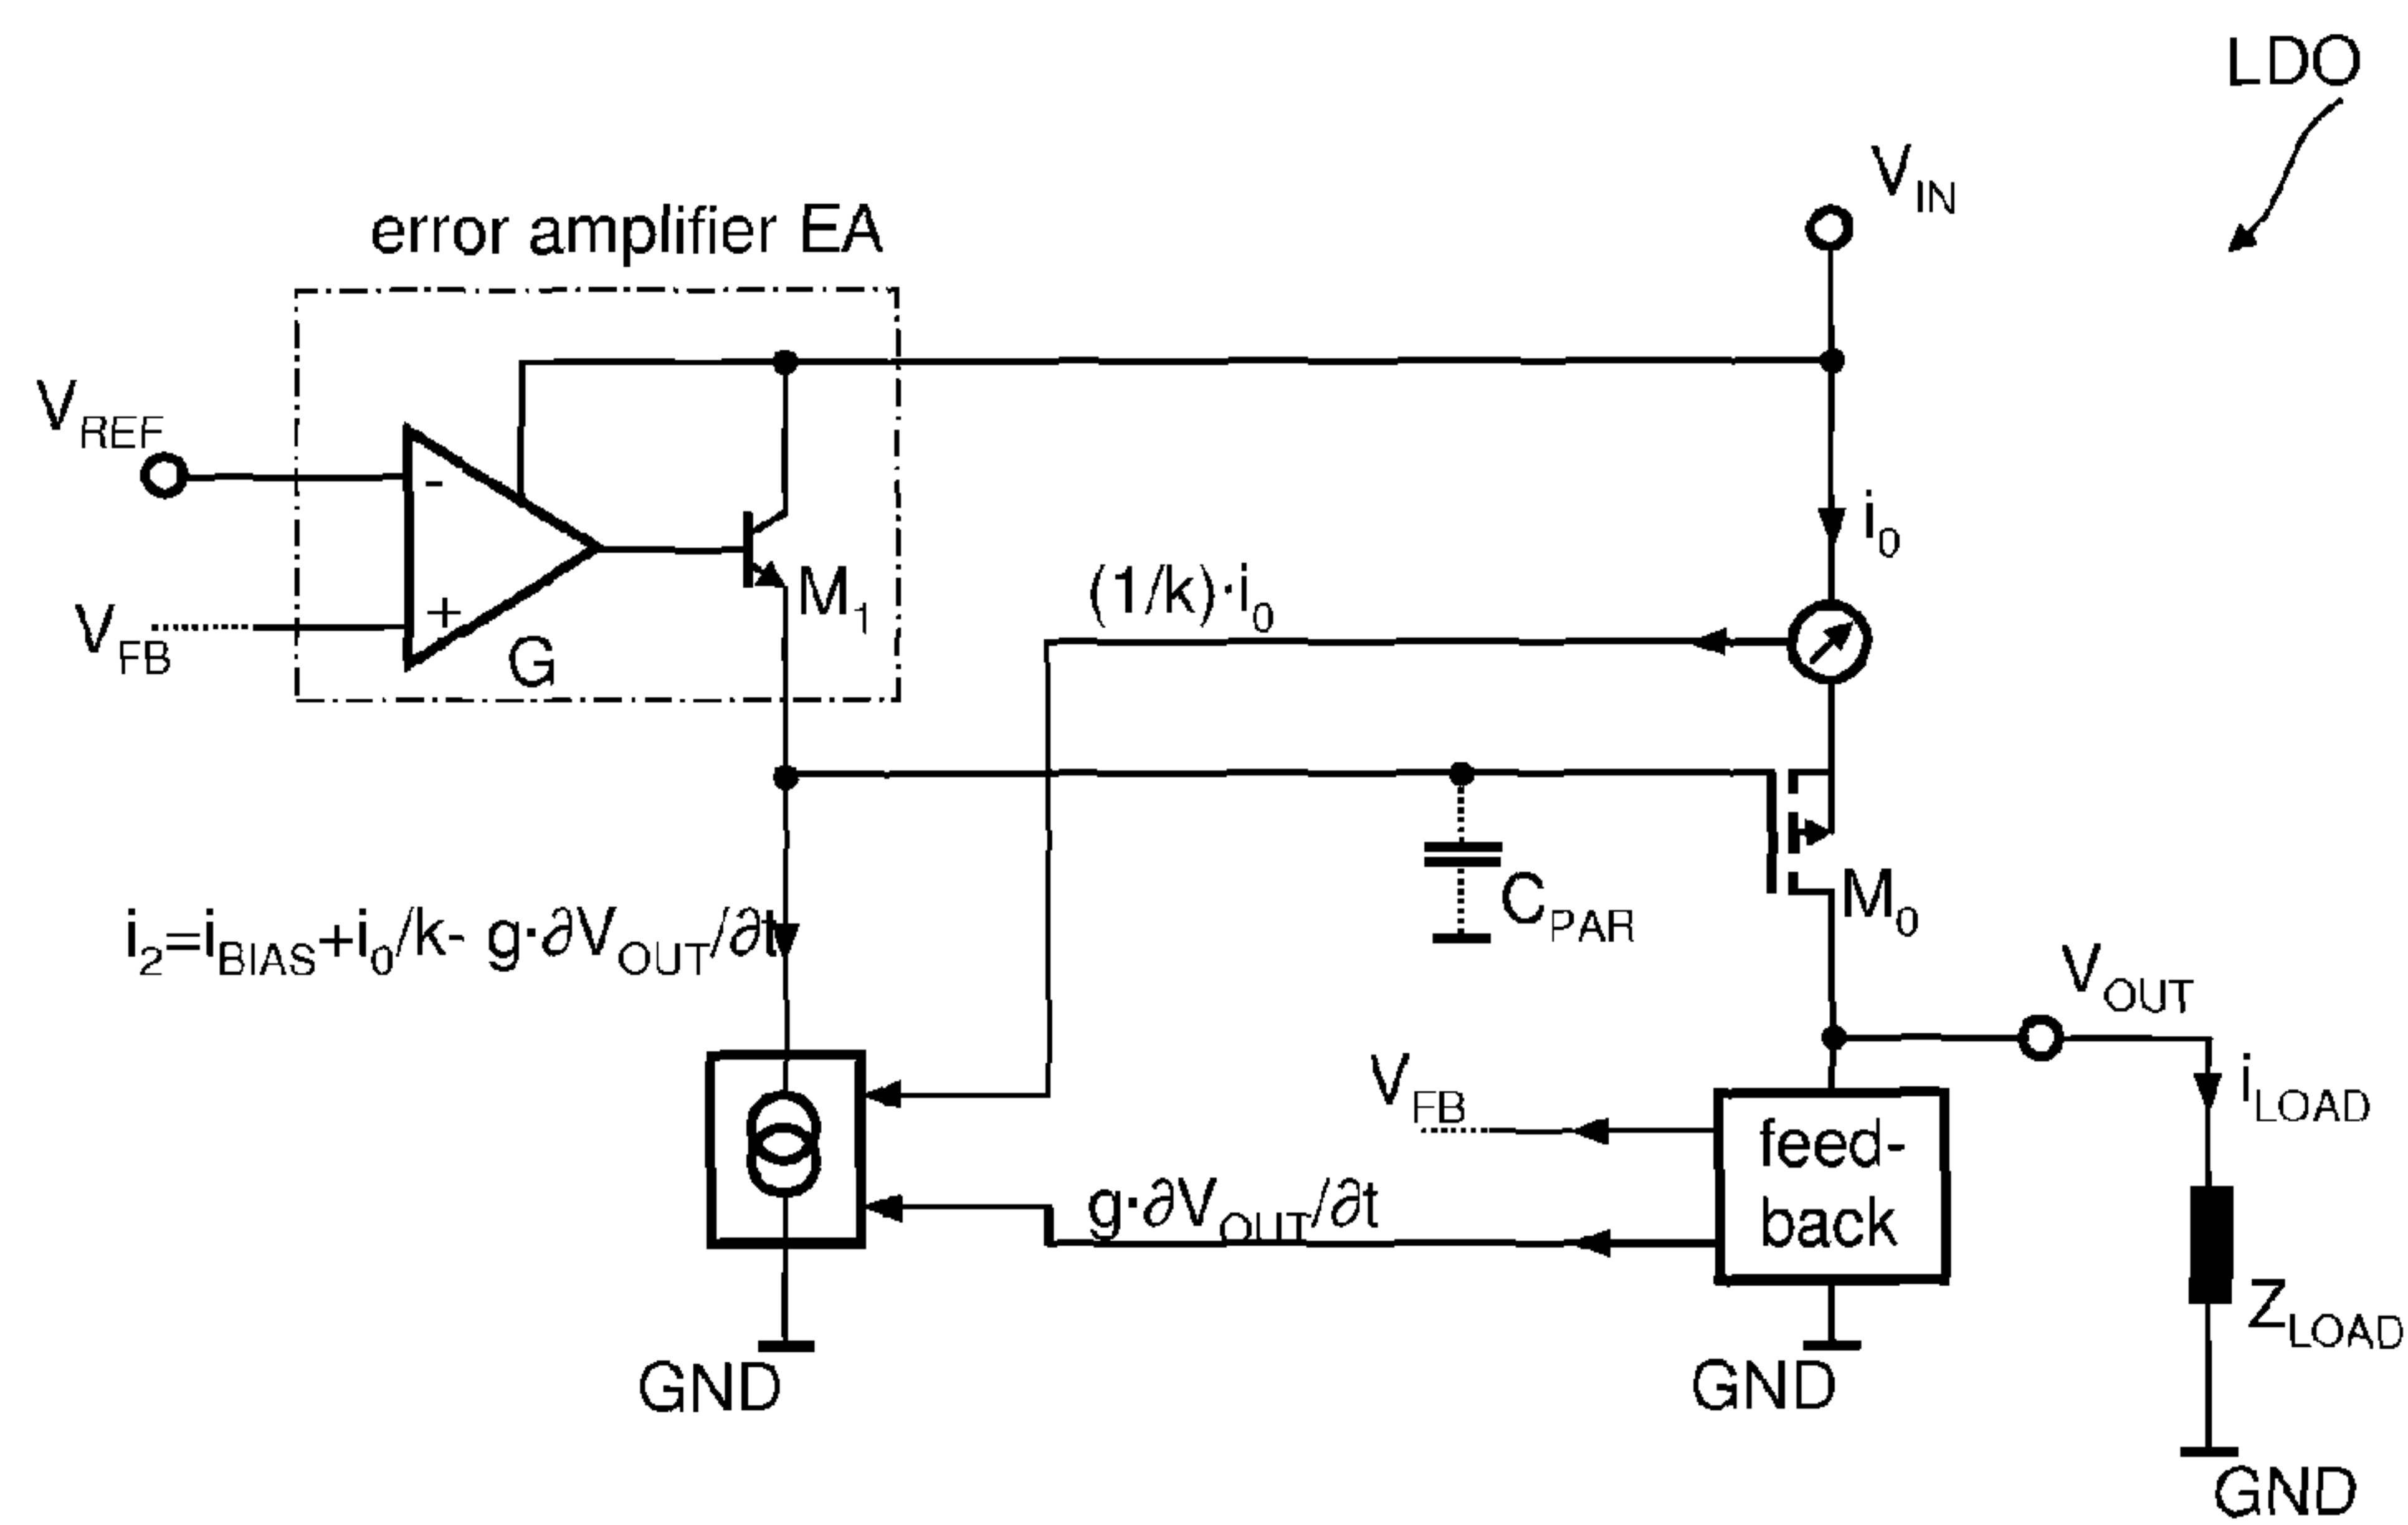 LDO
V_IN
error amplifier EA
V_REF
-
i_0
(1/k)·i_0
M_1
+
V_FB
G
C_PAR
M_0
i_2=i_BIAS+i_0/k- g·∂V_OUT/∂t
V_OUT
V_FB
i_LOAD
feed-
back
g·∂V_OUT/∂t
Z_LOAD
GND
GND
GND